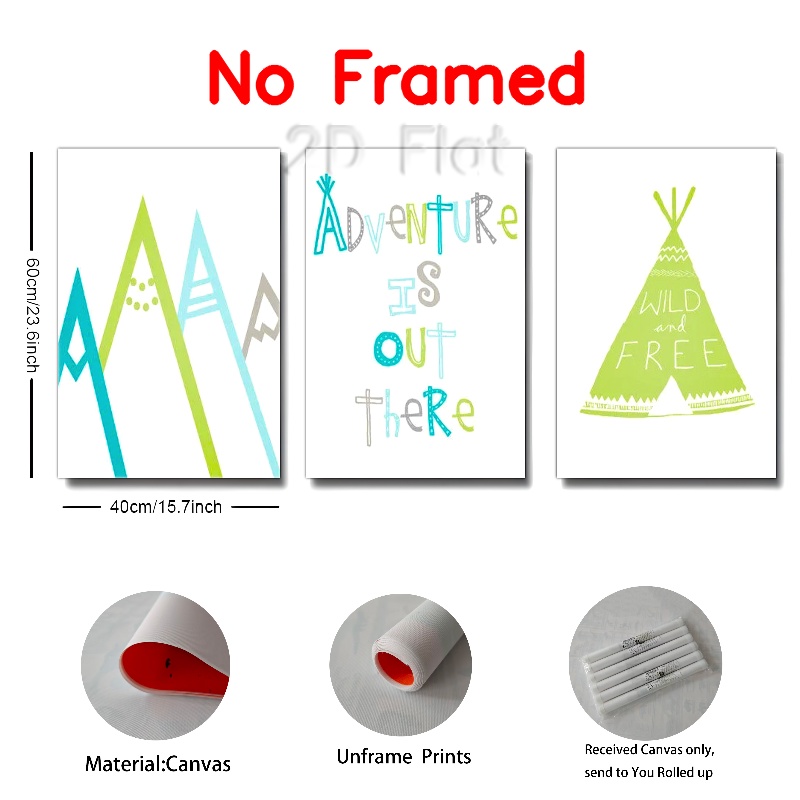 No Framed
2D Flat
60cm/23.6inch
ADVENTURE
IS
OUT
THeRe
WILD
and
FREE
40cm/15.7inch
Material:Canvas
Unframe Prints
Received Canvas only,
send to You Rolled up